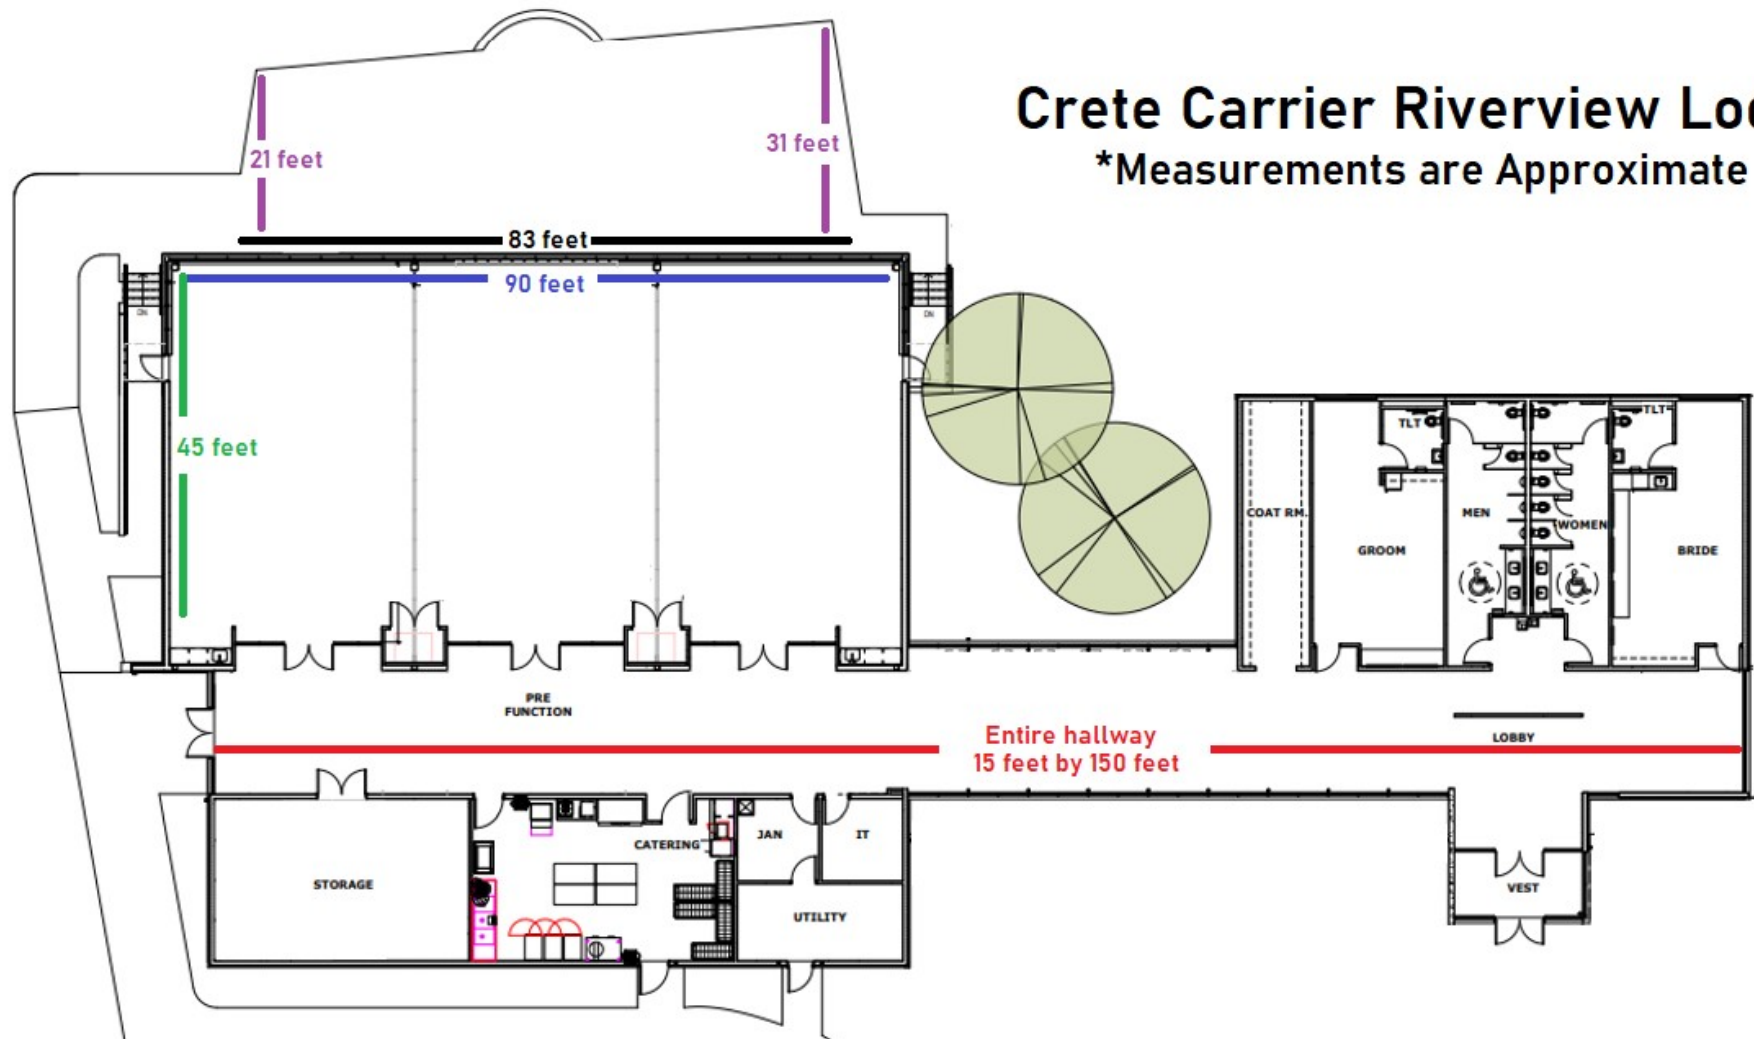 Crete Carrier Riverview
*Measurements are Approximate
21 feet
31 feet
83 feet
90 feet
DN
DN
45 feet
TLT
TLT
COAT RM.
GROOM
MEN
WOMEN
BRIDE
PRE
FUNCTION
Entire hallway
15 feet by 150 feet
LOBBY
CATERING
JAN
IT
STORAGE
UTILITY
VEST